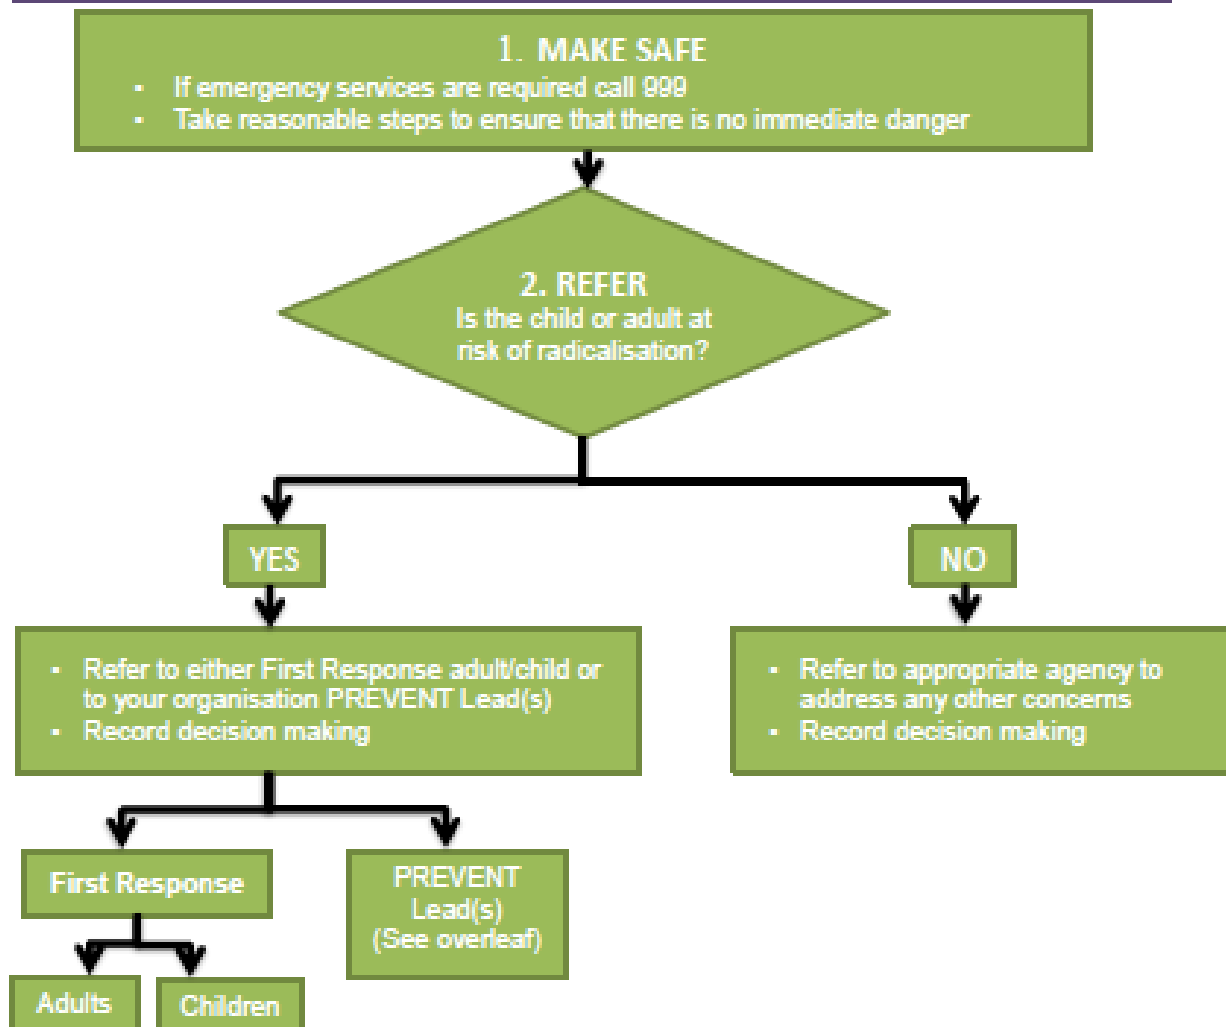 1. MAKE SAFE
▪ If emergency services are required call 999
▪ Take reasonable steps to ensure that there is no immediate danger
2. REFER
Is the child or adult at
risk of radicalisation?
YES
NO
▪ Refer to either First Response adult/child or
to your organisation PREVENT Lead(s)
▪ Record decision making
▪ Refer to appropriate agency to
address any other concerns
▪ Record decision making
First Response
PREVENT
Lead(s)
(See overleaf)
Adults
Children